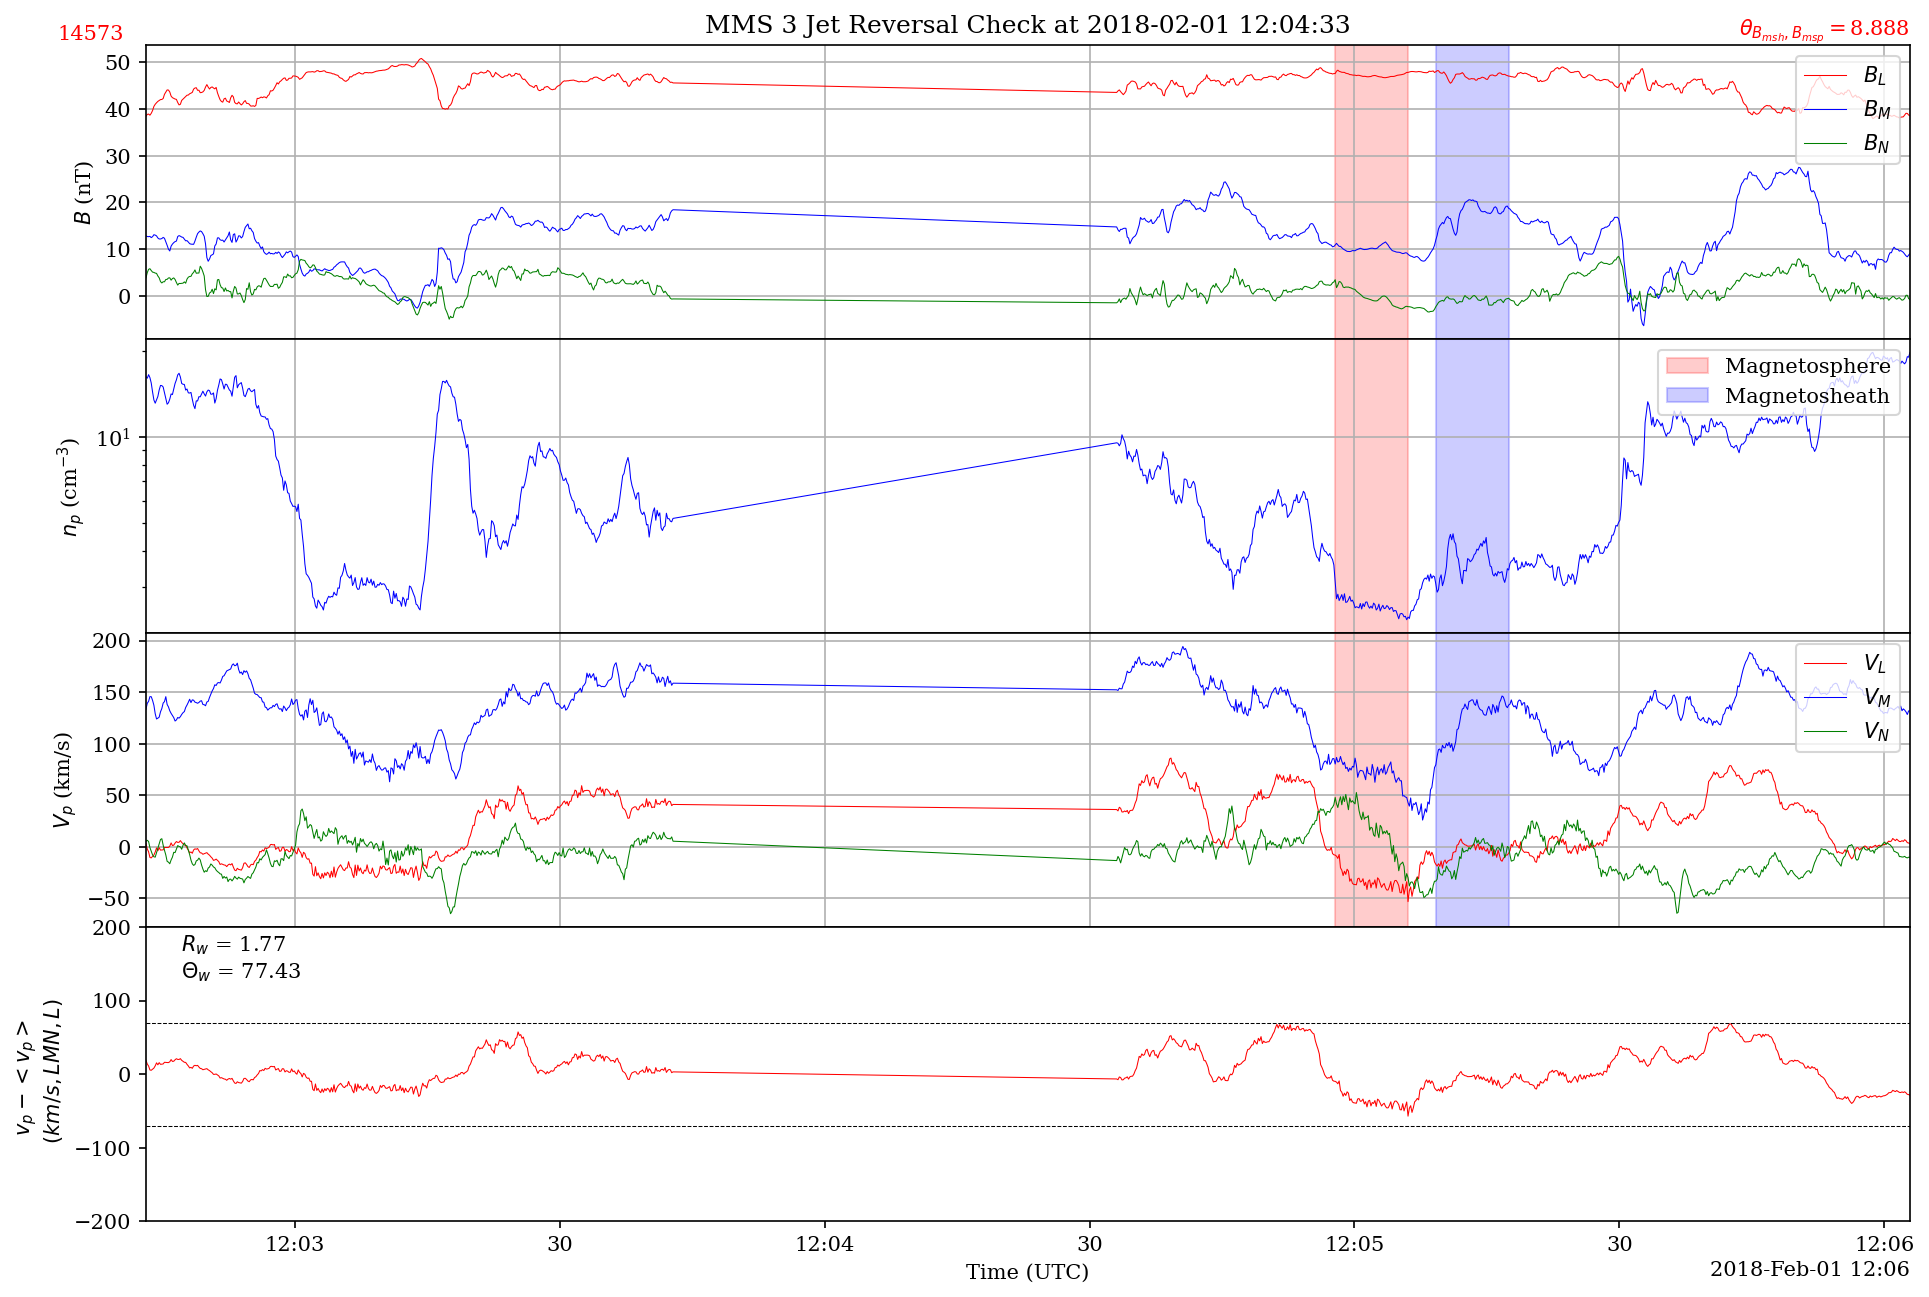 14573
MMS 3 Jet Reversal Check at 2018-02-01 12:04:33
θ_{B_{msh}, B_{msp}} = 8.888
50
40
30
20
10
0
B (nT)
B_L
B_M
B_N
10^1
n_p (cm^{-3})
Magnetosphere
Magnetosheath
200
150
100
50
0
−50
V_p (km/s)
V_L
V_M
V_N
200
100
0
−100
−200
v_p − <v_p>
(km/s, LMN, L)
R_w = 1.77
Θ_w = 77.43
12:03
30
12:04
30
12:05
30
12:06
Time (UTC)
2018-Feb-01 12:06